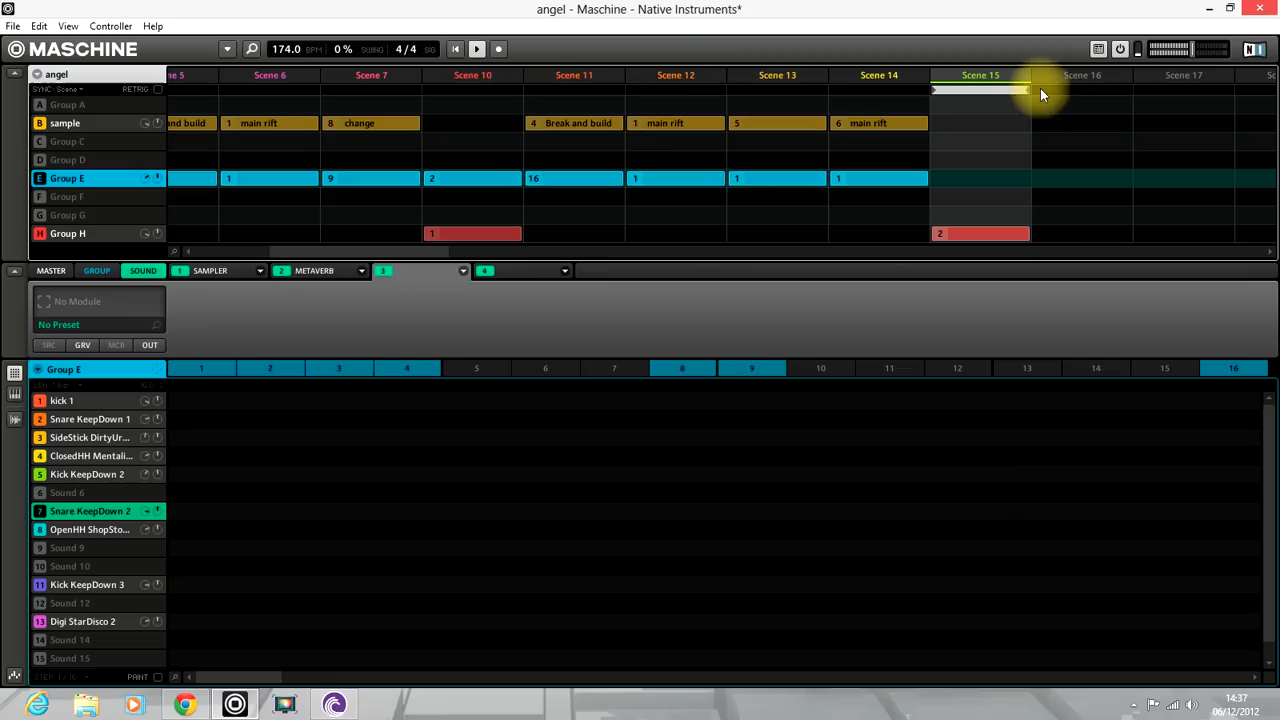 angel - Maschine - Native Instruments*
File Edit View Controller Help
MASCHINE 174.0 BPM 0% SWING 4/4 SIG
angel ne 5 Scene 6 Scene 7 Scene 10 Scene 11 Scene 12 Scene 13 Scene 14 Scene 15 Scene 16 Scene 17 Sc
SYNC: Scene RETRIG
A Group A
B sample and build 1 main rift 8 change 4 Break and build 1 main rift 5 6 main rift
C Group C
D Group D
E Group E 1 9 2 16 1 1 1
F Group F
G Group G
H Group H 1 2
MASTER GROUP SOUND 1 SAMPLER 2 METAVERB 3 4
No Module
No Preset
SRC GRV MCR OUT
Group E 1 2 3 4 5 6 7 8 9 10 11 12 13 14 15 16
1 kick 1
2 Snare KeepDown 1
3 SideStick DirtyUr...
4 ClosedHH Mentali...
5 Kick KeepDown 2
6 Sound 6
7 Snare KeepDown 2
8 OpenHH ShopSto...
9 Sound 9
10 Sound 10
11 Kick KeepDown 3
12 Sound 12
13 Digi StarDisco 2
14 Sound 14
15 Sound 15
STEP 1/16 PAINT
14:37
06/12/2012